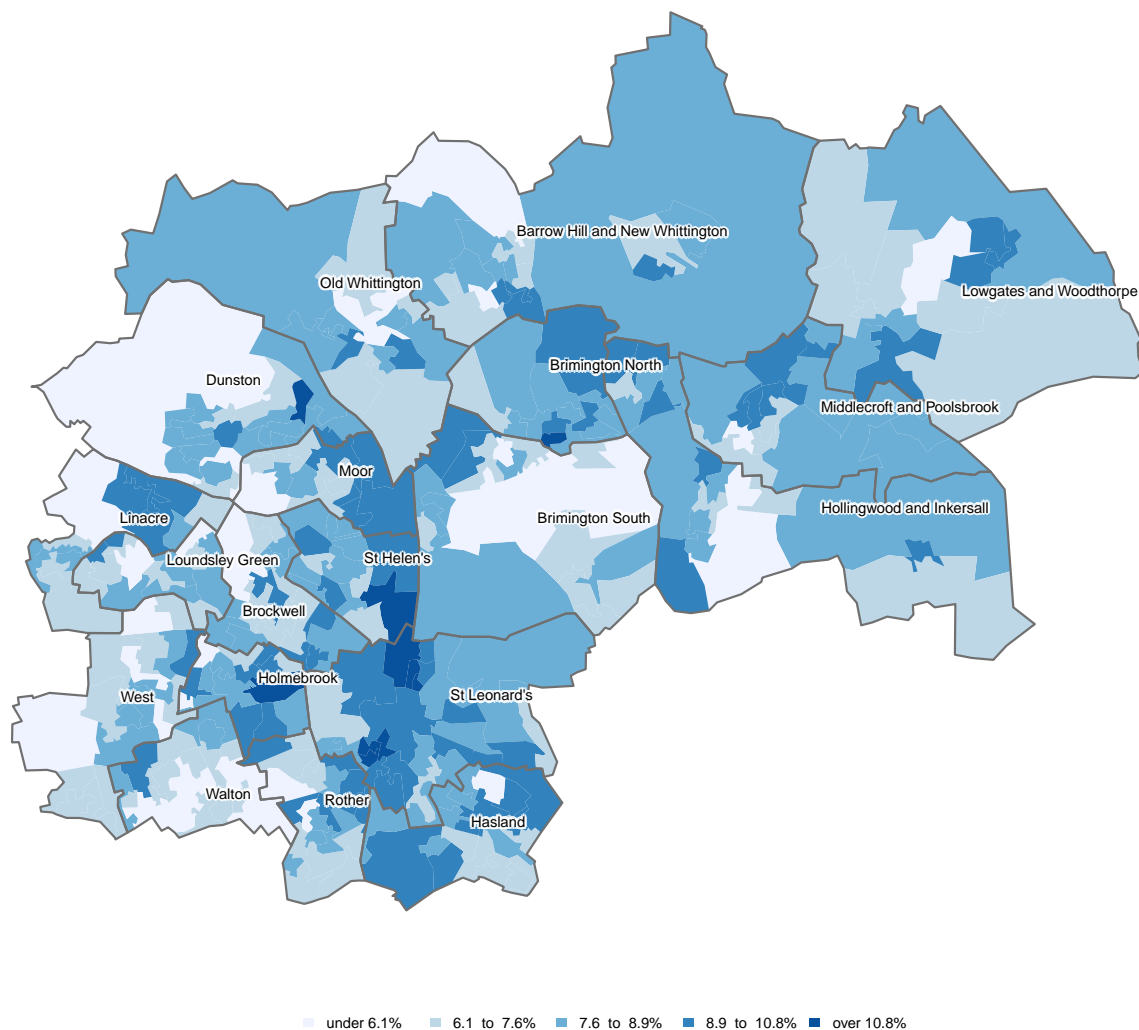 Barrow Hill and New Whittington
Old Whittington
Lowgates and Woodthorpe
Brimington North
Dunston
Middlecroft and Poolsbrook
Moor
Hollingwood and Inkersall
Linacre
Brimington South
St Helen's
Loundsley Green
Brockwell
Holmebrook
West
St Leonard's
Walton
Rother
Hasland
under 6.1% 6.1 to 7.6% 7.6 to 8.9% 8.9 to 10.8% over 10.8%